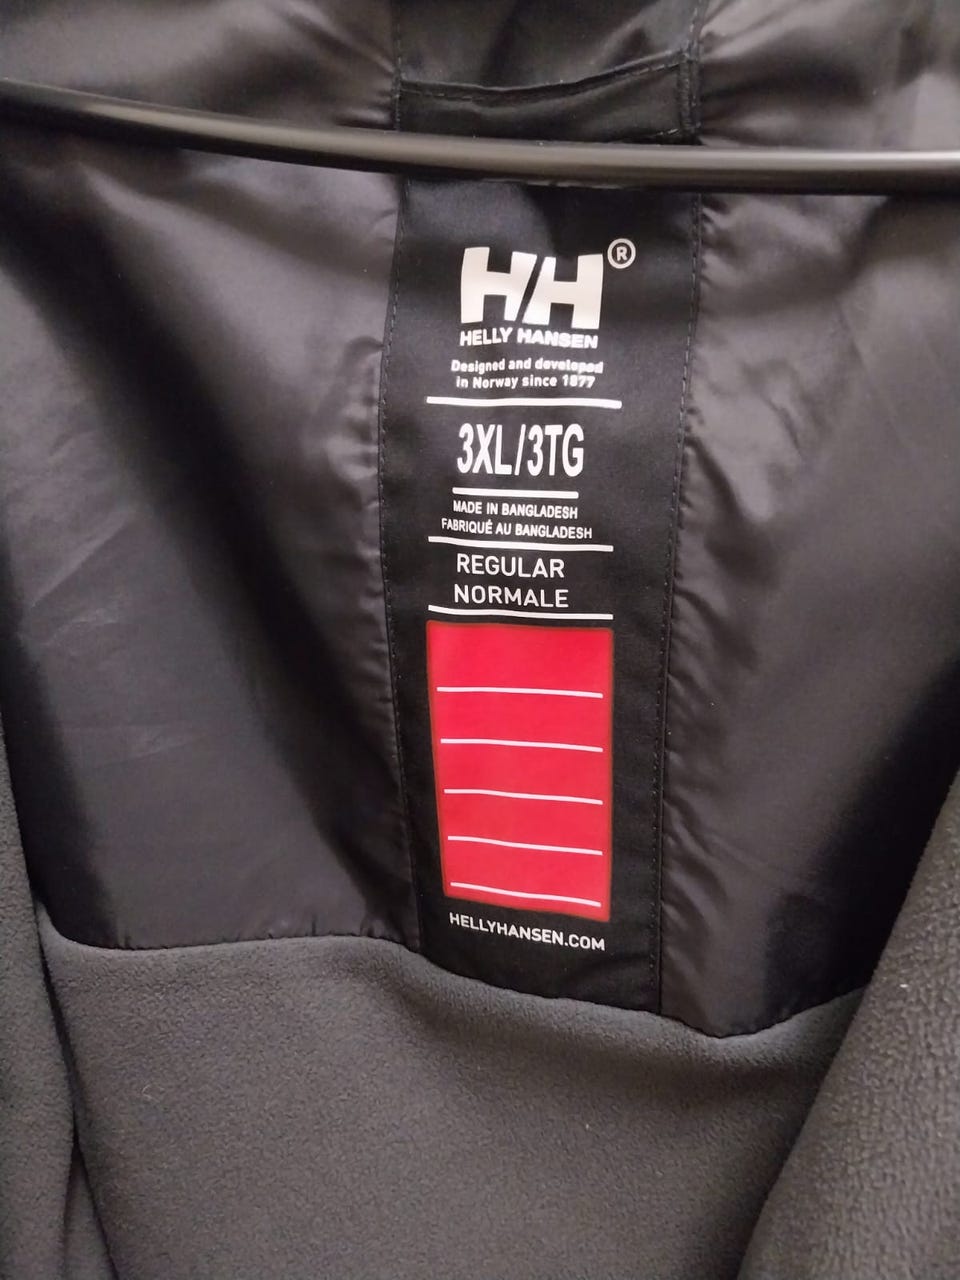 HH®
HELLY HANSEN
Designed and developed
in Norway since 1877
3XL/3TG
MADE IN BANGLADESH
FABRIQUÉ AU BANGLADESH
REGULAR
NORMALE
HELLYHANSEN.COM